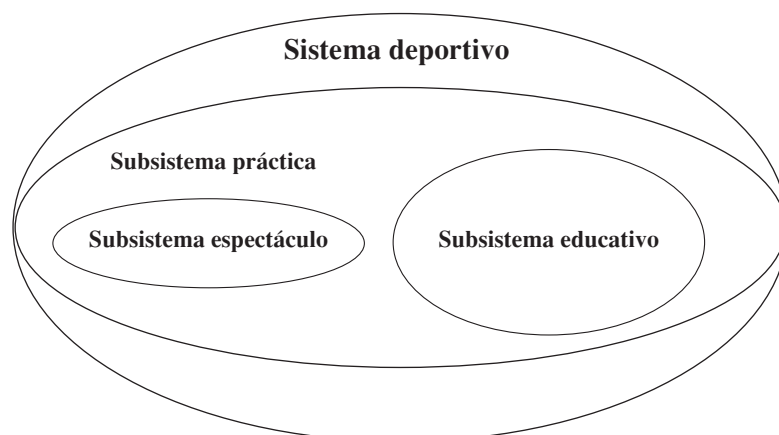 Sistema deportivo
Subsistema práctica
Subsistema espectáculo
Subsistema educativo